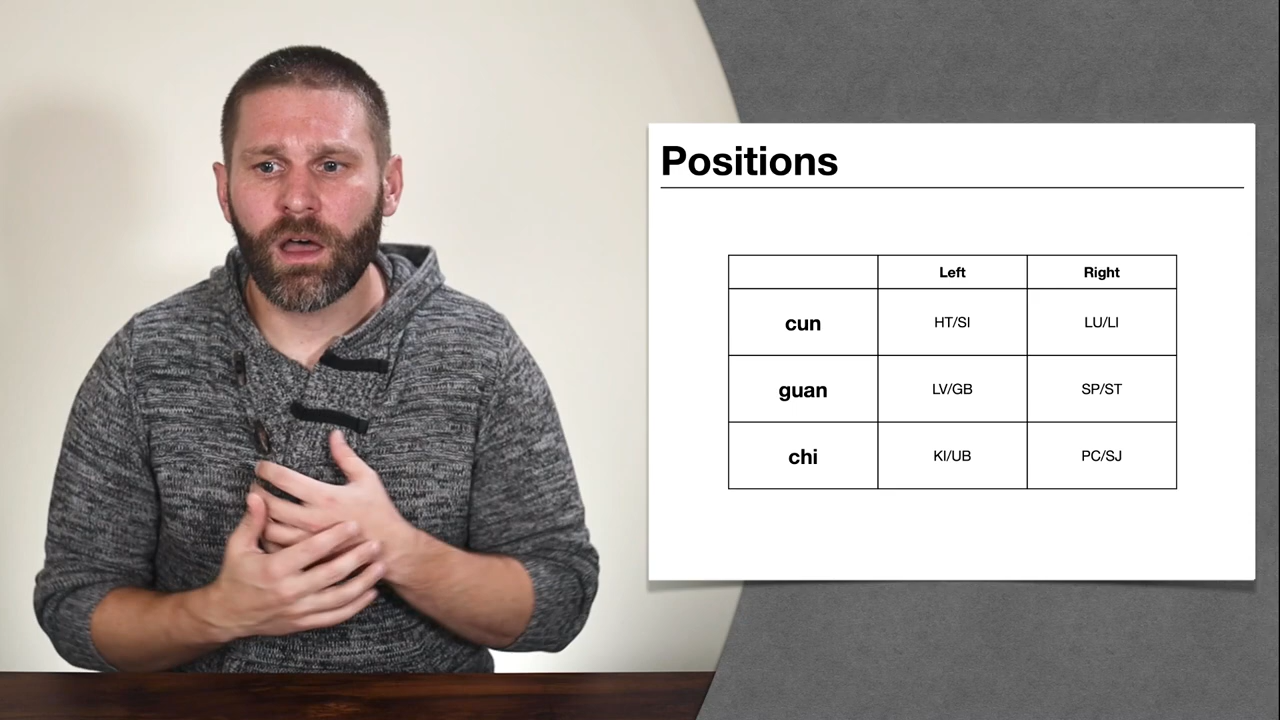 Positions
Left Right
cun HT/SI LU/LI
guan LV/GB SP/ST
chi KI/UB PC/SJ